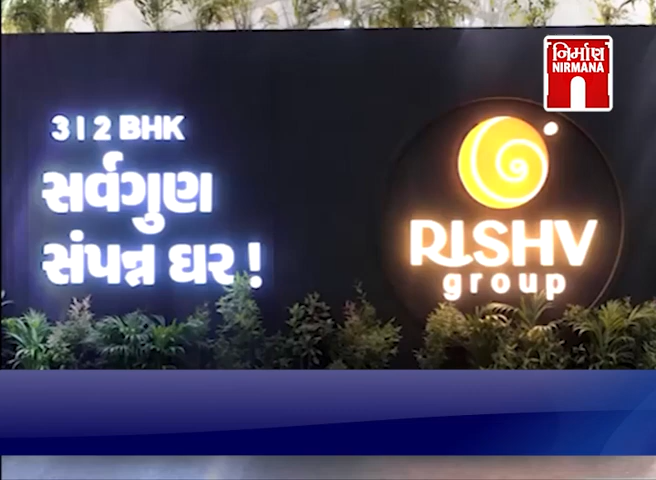 નિર્માણ
NIRMANA
3 | 2 BHK
સર્વગુણ
સંપન્ન ઘર !
RISHV
group